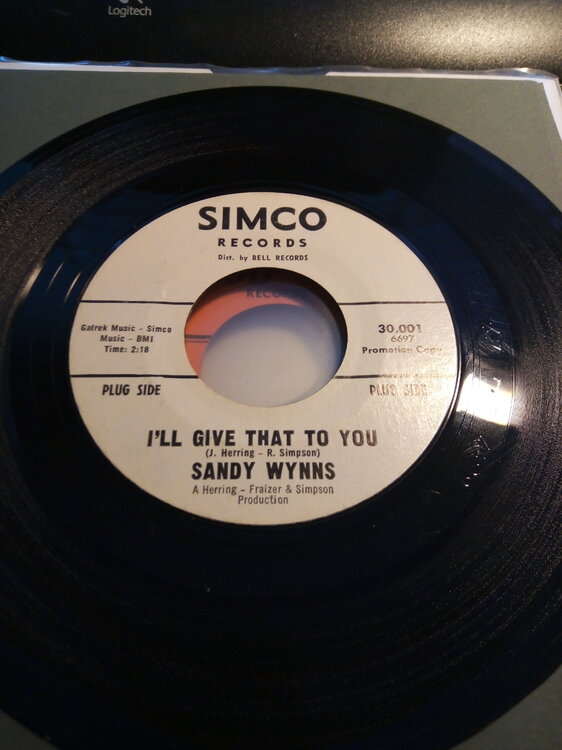 Logitech
SIMCO
RECORDS
Dist. by BELL RECORDS
RECO
Galrek Music - Simco
Music - BMI
Time: 2:18
30.001
6697
Promotion Copy
PLUG SIDE
PLUG SIDE
I'LL GIVE THAT TO YOU
(J. Herring - R. Simpson)
SANDY WYNNS
A Herring - Fraizer & Simpson
Production